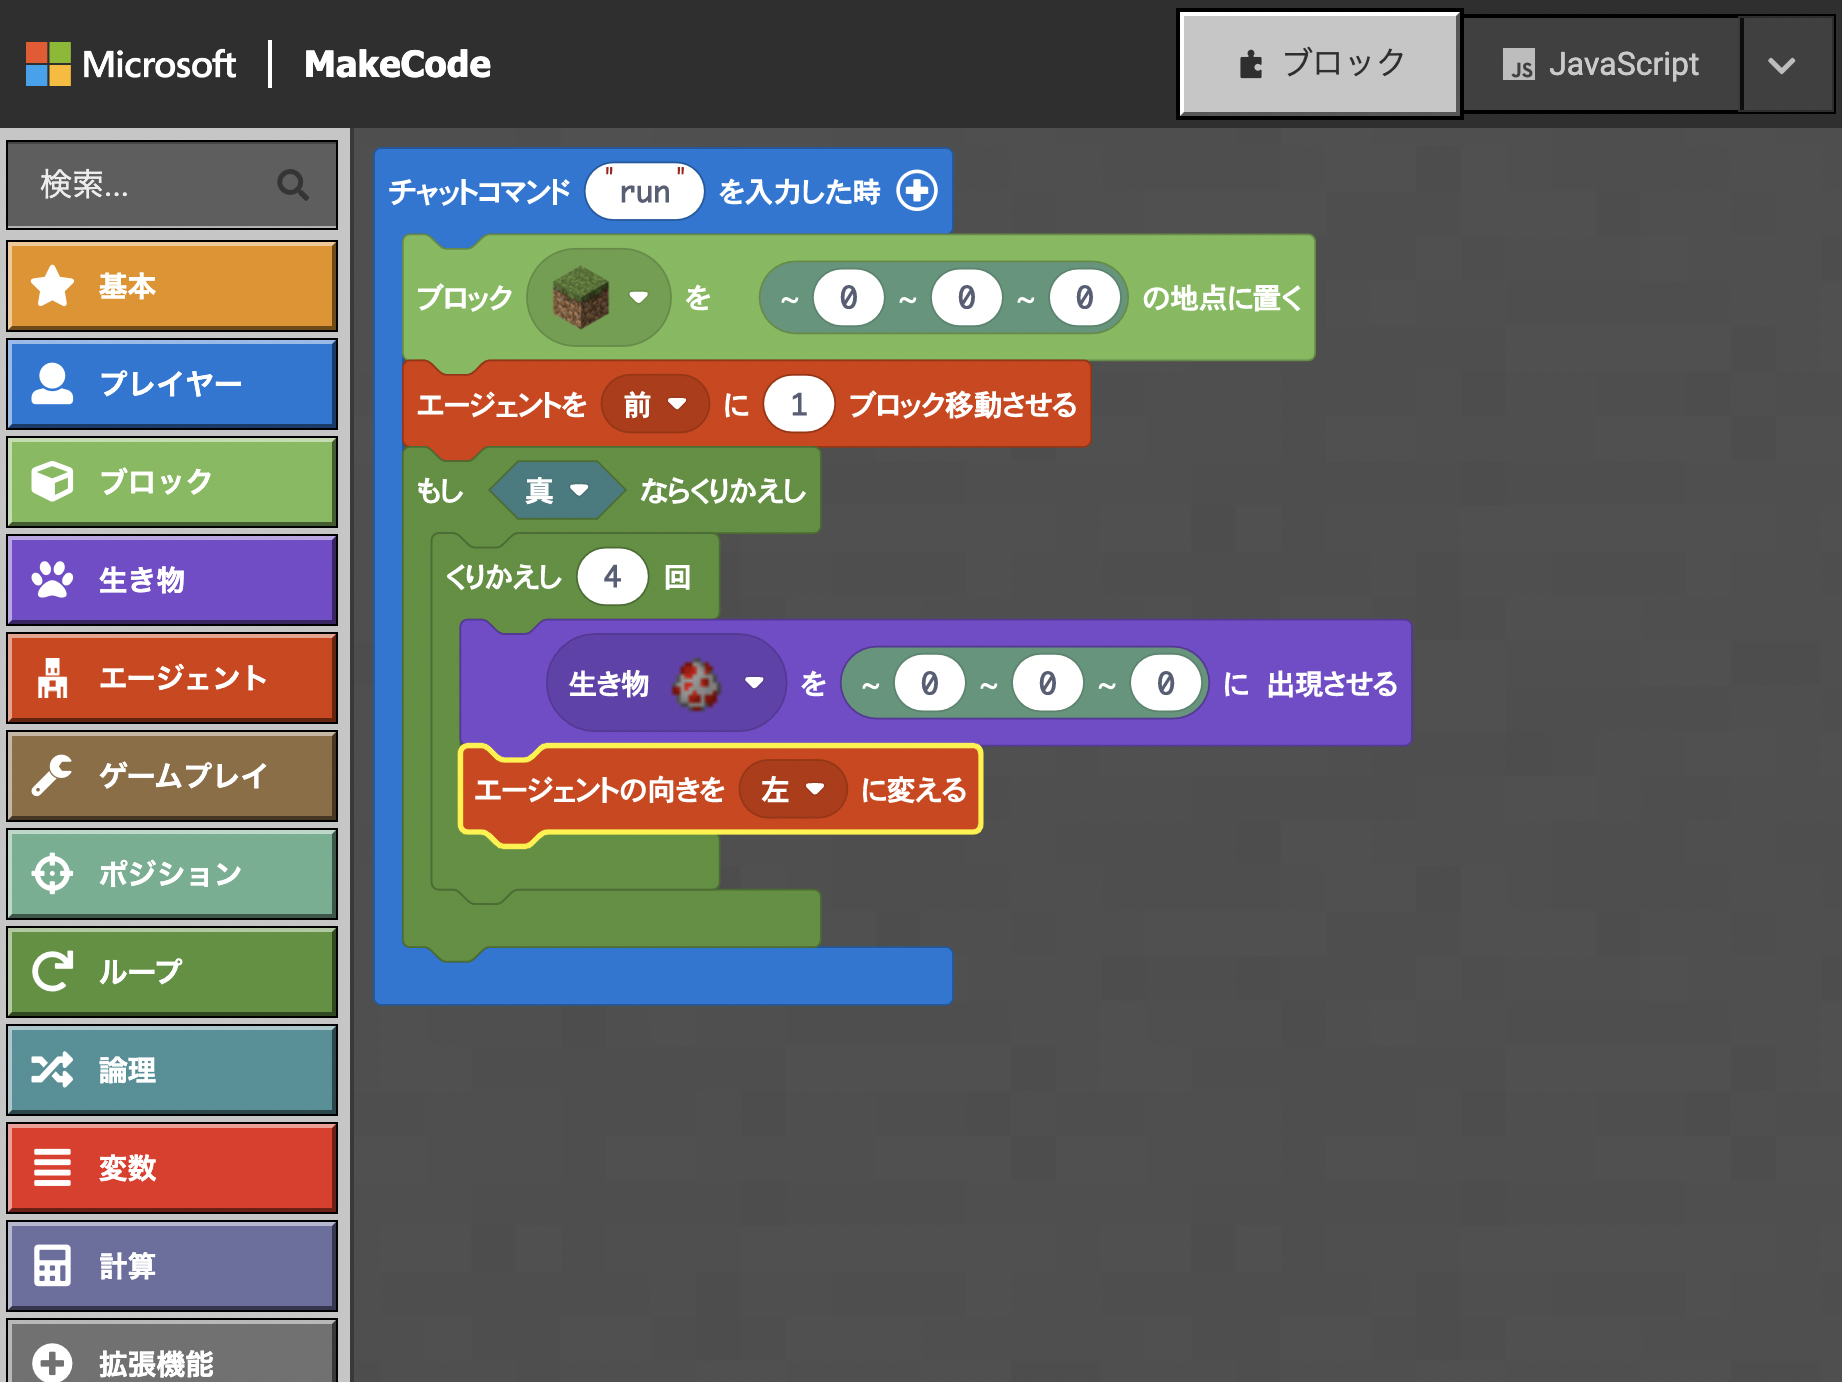 Microsoft | MakeCode
ブロック
JavaScript
検索...
基本
プレイヤー
ブロック
生き物
エージェント
ゲームプレイ
ポジション
ループ
論理
変数
計算
拡張機能
チャットコマンド "run" を入力した時
ブロック を ~ 0 ~ 0 ~ 0 の地点に置く
エージェントを 前 に 1 ブロック移動させる
もし 真 ならくりかえし
くりかえし 4 回
生き物 を ~ 0 ~ 0 ~ 0 に 出現させる
エージェントの向きを 左 に変える